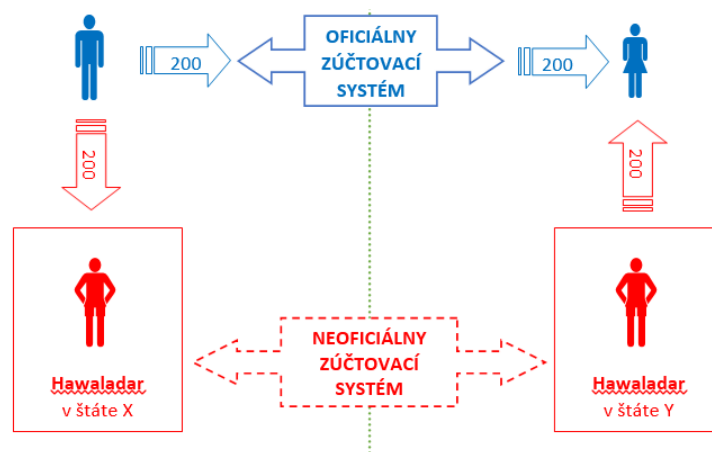 OFICIÁLNY
ZÚČTOVACÍ
SYSTÉM
200
200
200
200
NEOFICIÁLNY
ZÚČTOVACÍ
SYSTÉM
Hawaladar
v štáte X
Hawaladar
v štáte Y